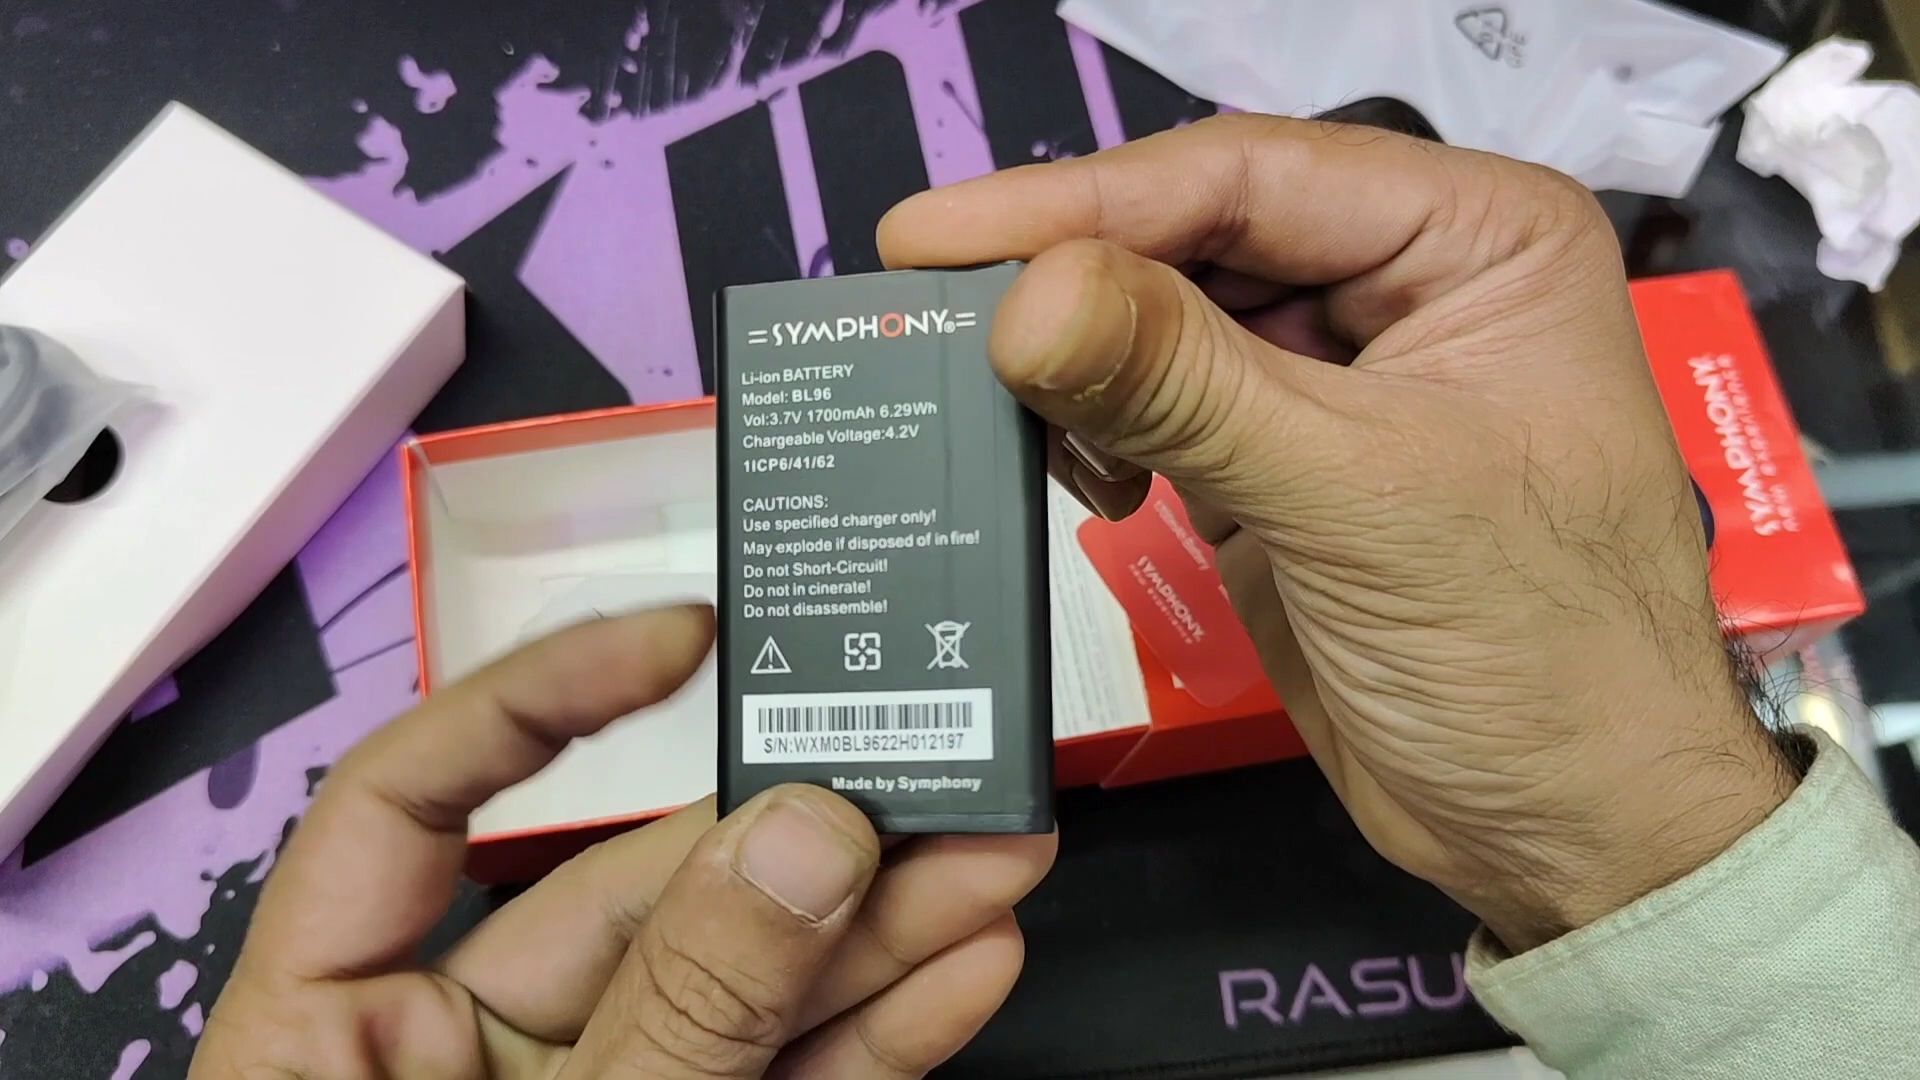 =SYMPHONY®=
Li-ion BATTERY
Model: BL96
Vol:3.7V 1700mAh 6.29Wh
Chargeable Voltage:4.2V
1ICP6/41/62
CAUTIONS:
Use specified charger only!
May explode if disposed of in fire!
Do not Short-Circuit!
Do not in cinerate!
Do not disassemble!
S/N:WXM0BL9622H012197
Made by Symphony
SYMPHONY
SYMPHONY
RASU